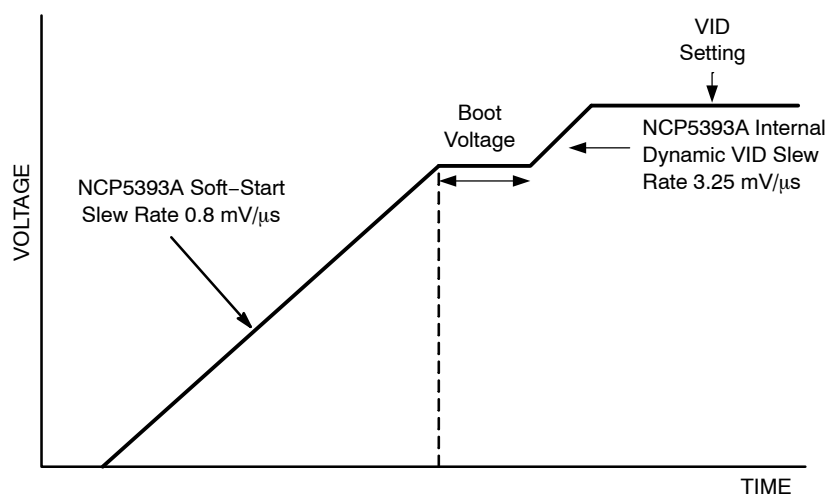 VID
Setting
Boot
Voltage
NCP5393A Internal
Dynamic VID Slew
Rate 3.25 mV/μs
NCP5393A Soft−Start
Slew Rate 0.8 mV/μs
VOLTAGE
TIME